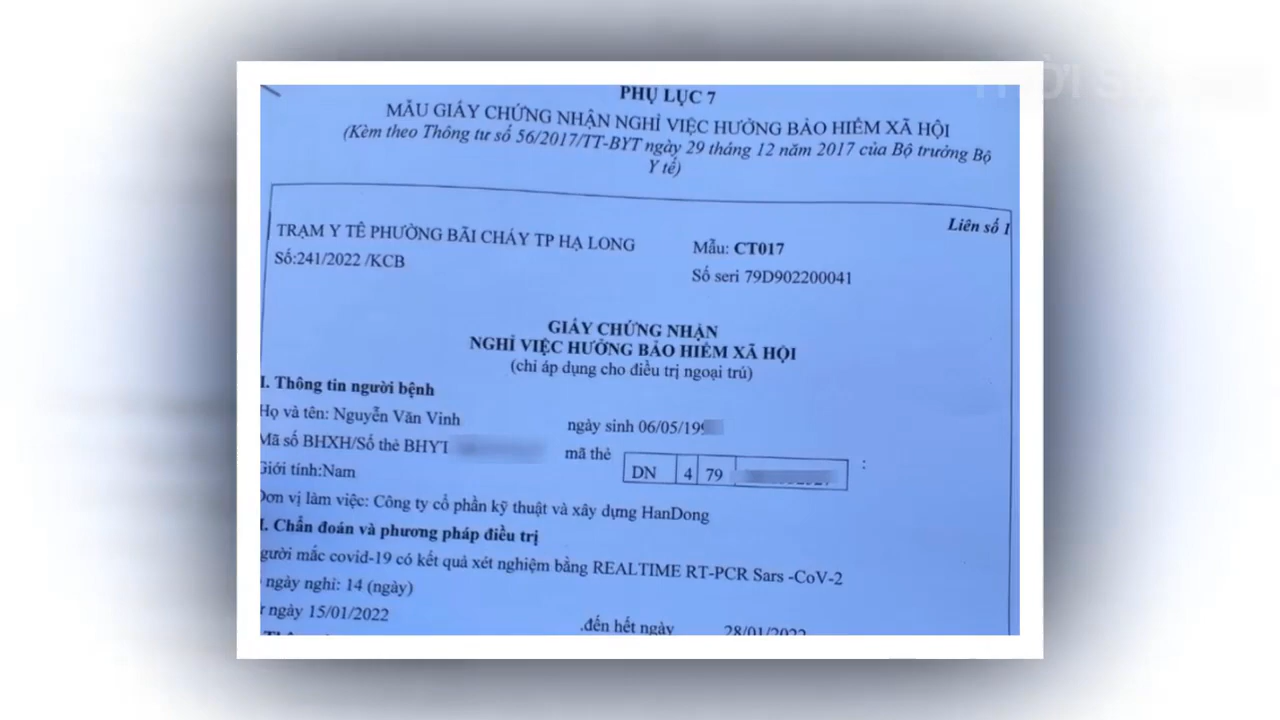 PHỤ LỤC 7
MẪU GIẤY CHỨNG NHẬN NGHỈ VIỆC HƯỞNG BẢO HIỂM XÃ HỘI
(Kèm theo Thông tư số 56/2017/TT-BYT ngày 29 tháng 12 năm 2017 của Bộ trưởng Bộ
Y tế)
Liên số 1
TRẠM Y TẾ PHƯỜNG BÃI CHÁY TP HẠ LONG
Mẫu: CT017
Số:241/2022 /KCB
Số seri 79D902200041
GIẤY CHỨNG NHẬN
NGHỈ VIỆC HƯỞNG BẢO HIỂM XÃ HỘI
(chỉ áp dụng cho điều trị ngoại trú)
I. Thông tin người bệnh
Họ và tên: Nguyễn Văn Vinh ngày sinh 06/05/199
Mã số BHXH/Số thẻ BHYT mã thẻ
DN 4 79 :
Giới tính:Nam
Đơn vị làm việc: Công ty cổ phần kỹ thuật và xây dựng HanDong
I. Chẩn đoán và phương pháp điều trị
gười mắc covid-19 có kết quả xét nghiệm bằng REALTIME RT-PCR Sars -CoV-2
ngày nghỉ: 14 (ngày)
ngày 15/01/2022 .đến hết ngày 28/01/2022